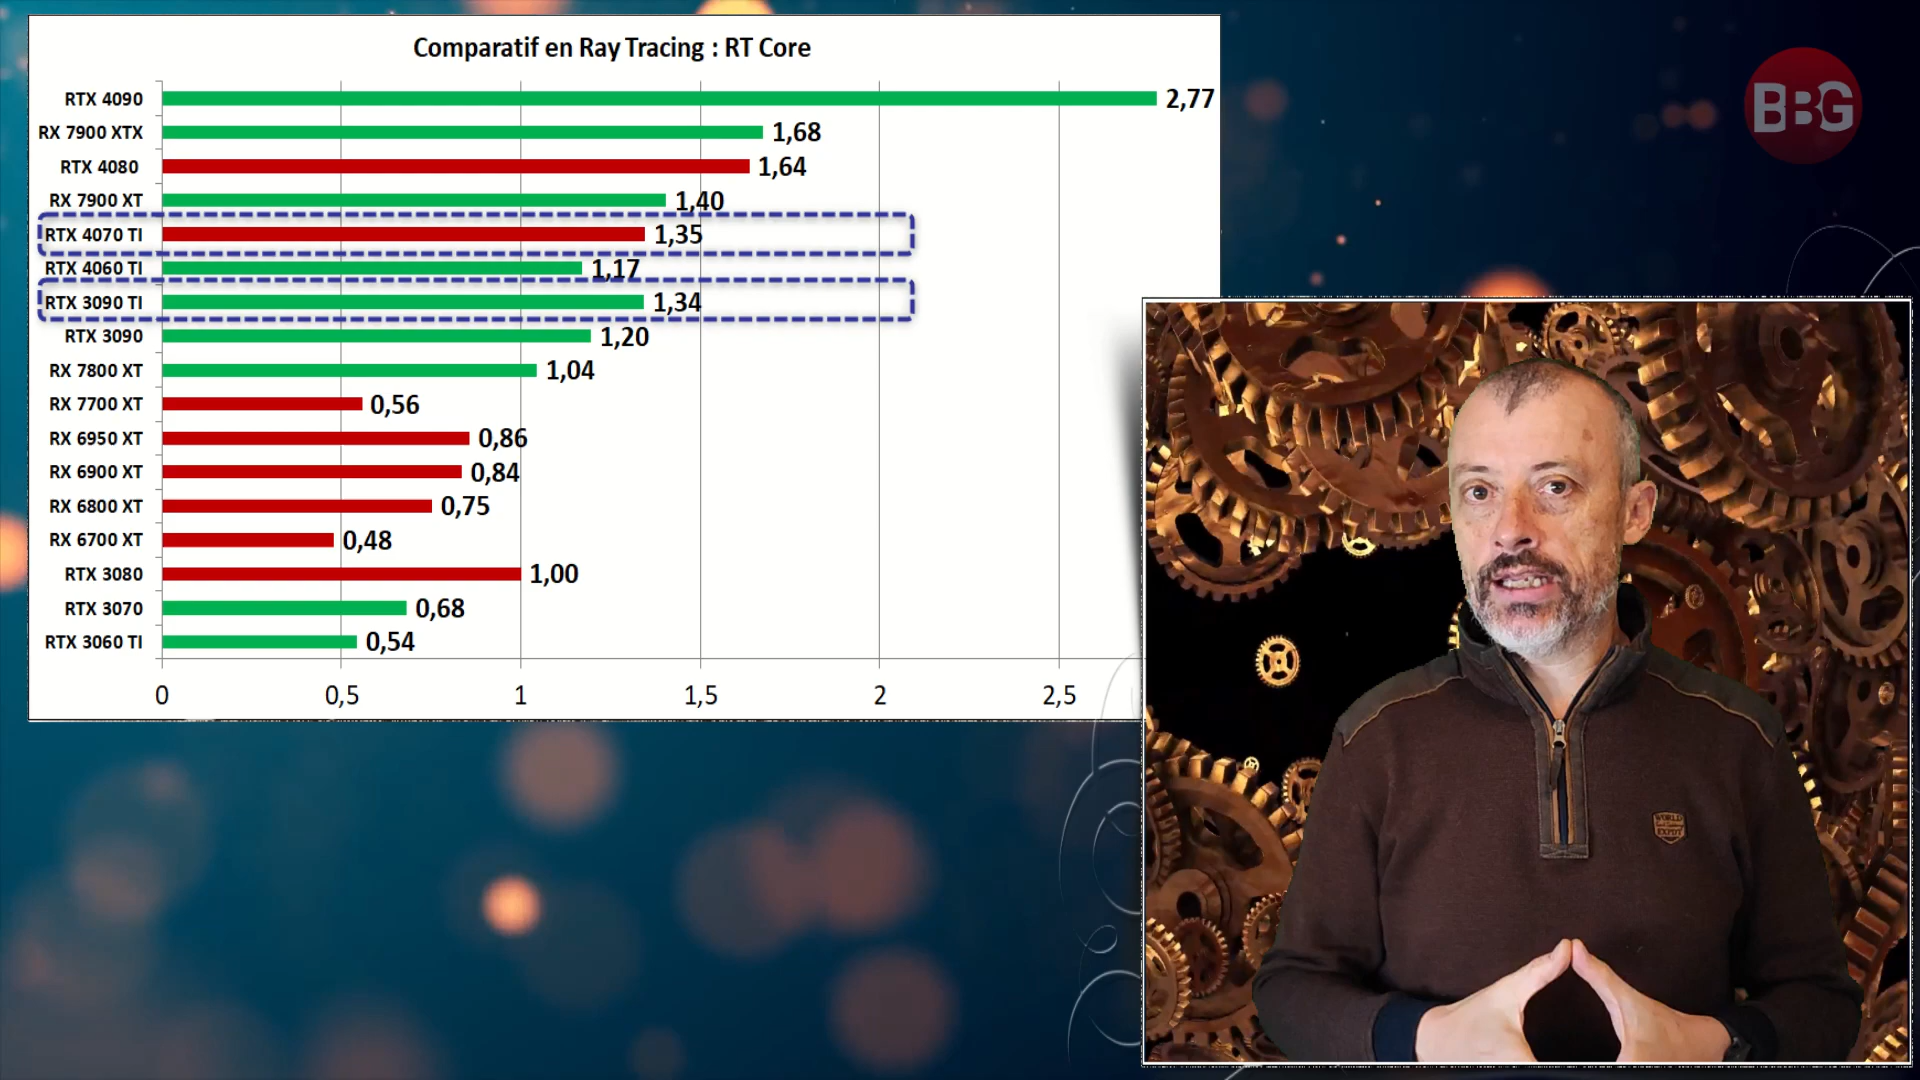 Comparatif en Ray Tracing : RT Core
RTX 4090 2,77
RX 7900 XTX 1,68
RTX 4080 1,64
RX 7900 XT 1,40
RTX 4070 TI 1,35
RTX 4060 TI 1,17
RTX 3090 TI 1,34
RTX 3090 1,20
RX 7800 XT 1,04
RX 7700 XT 0,56
RX 6950 XT 0,86
RX 6900 XT 0,84
RX 6800 XT 0,75
RX 6700 XT 0,48
RTX 3080 1,00
RTX 3070 0,68
RTX 3060 TI 0,54
0 0,5 1 1,5 2 2,5
BBG
WORLD
EXPDT